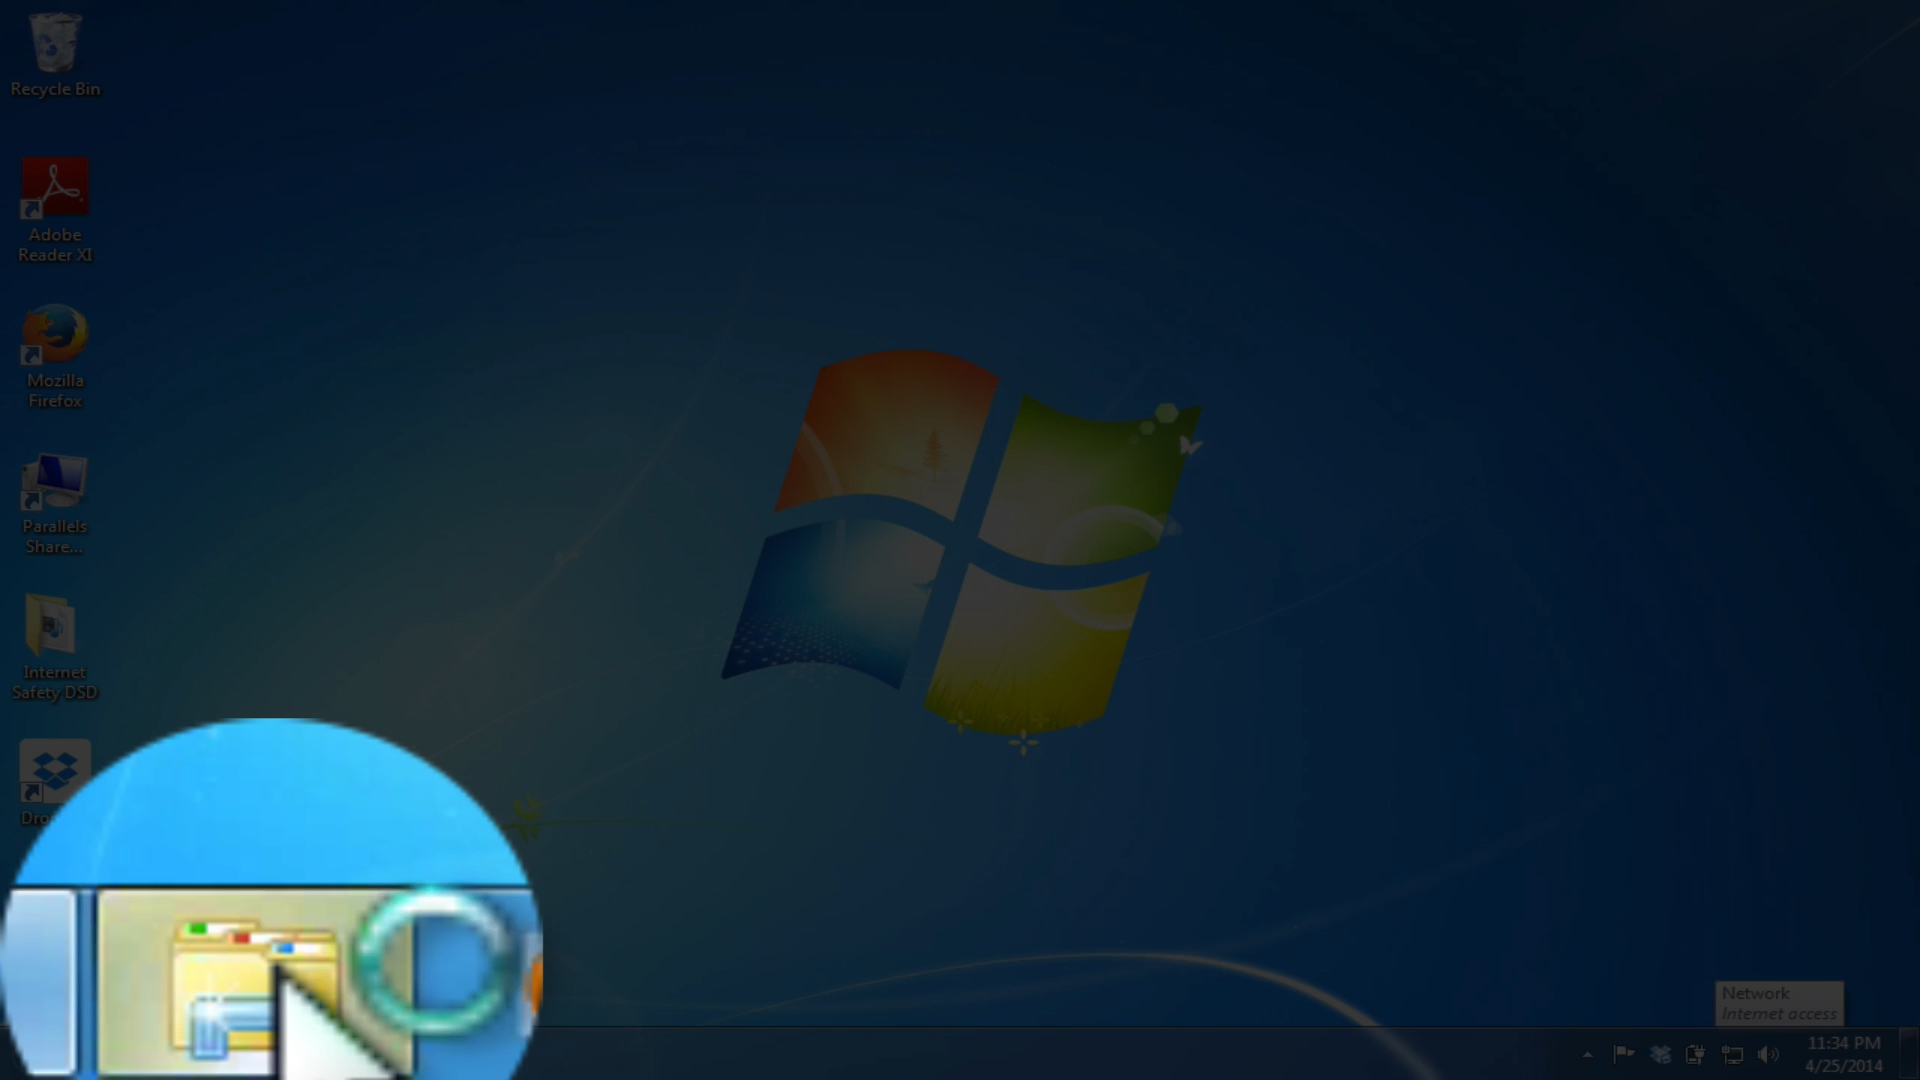 Recycle Bin
Adobe
Reader XI
Mozilla
Firefox
Parallels
Share...
Internet
Safety DSD
Network
Internet access
11:34 PM
4/25/2014